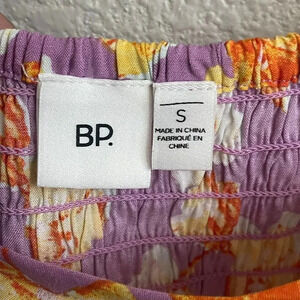 BP.
S
MADE IN CHINA
FABRIQUÉ EN
CHINE